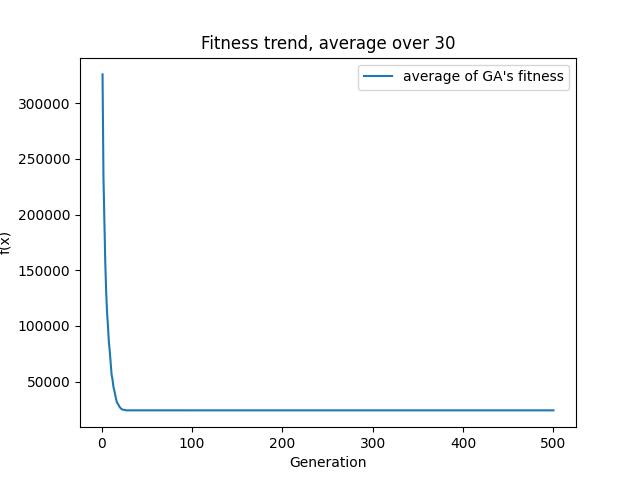 Fitness trend, average over 30
average of GA's fitness
300000
250000
200000
150000
100000
50000
f(x)
0 100 200 300 400 500
Generation